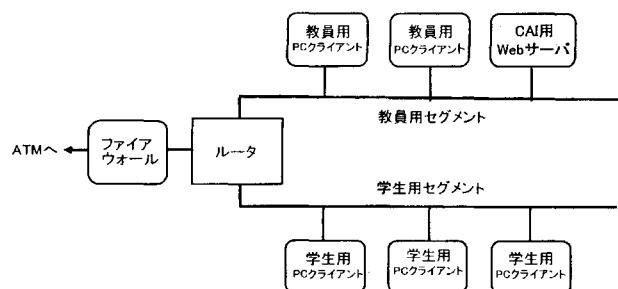 教員用
PCクライアント
教員用
PCクライアント
CAI用
Webサーバ
教員用セグメント
ATMへ
ファイア
ウォール
ルータ
学生用セグメント
学生用
PCクライアント
学生用
PCクライアント
学生用
PCクライアント